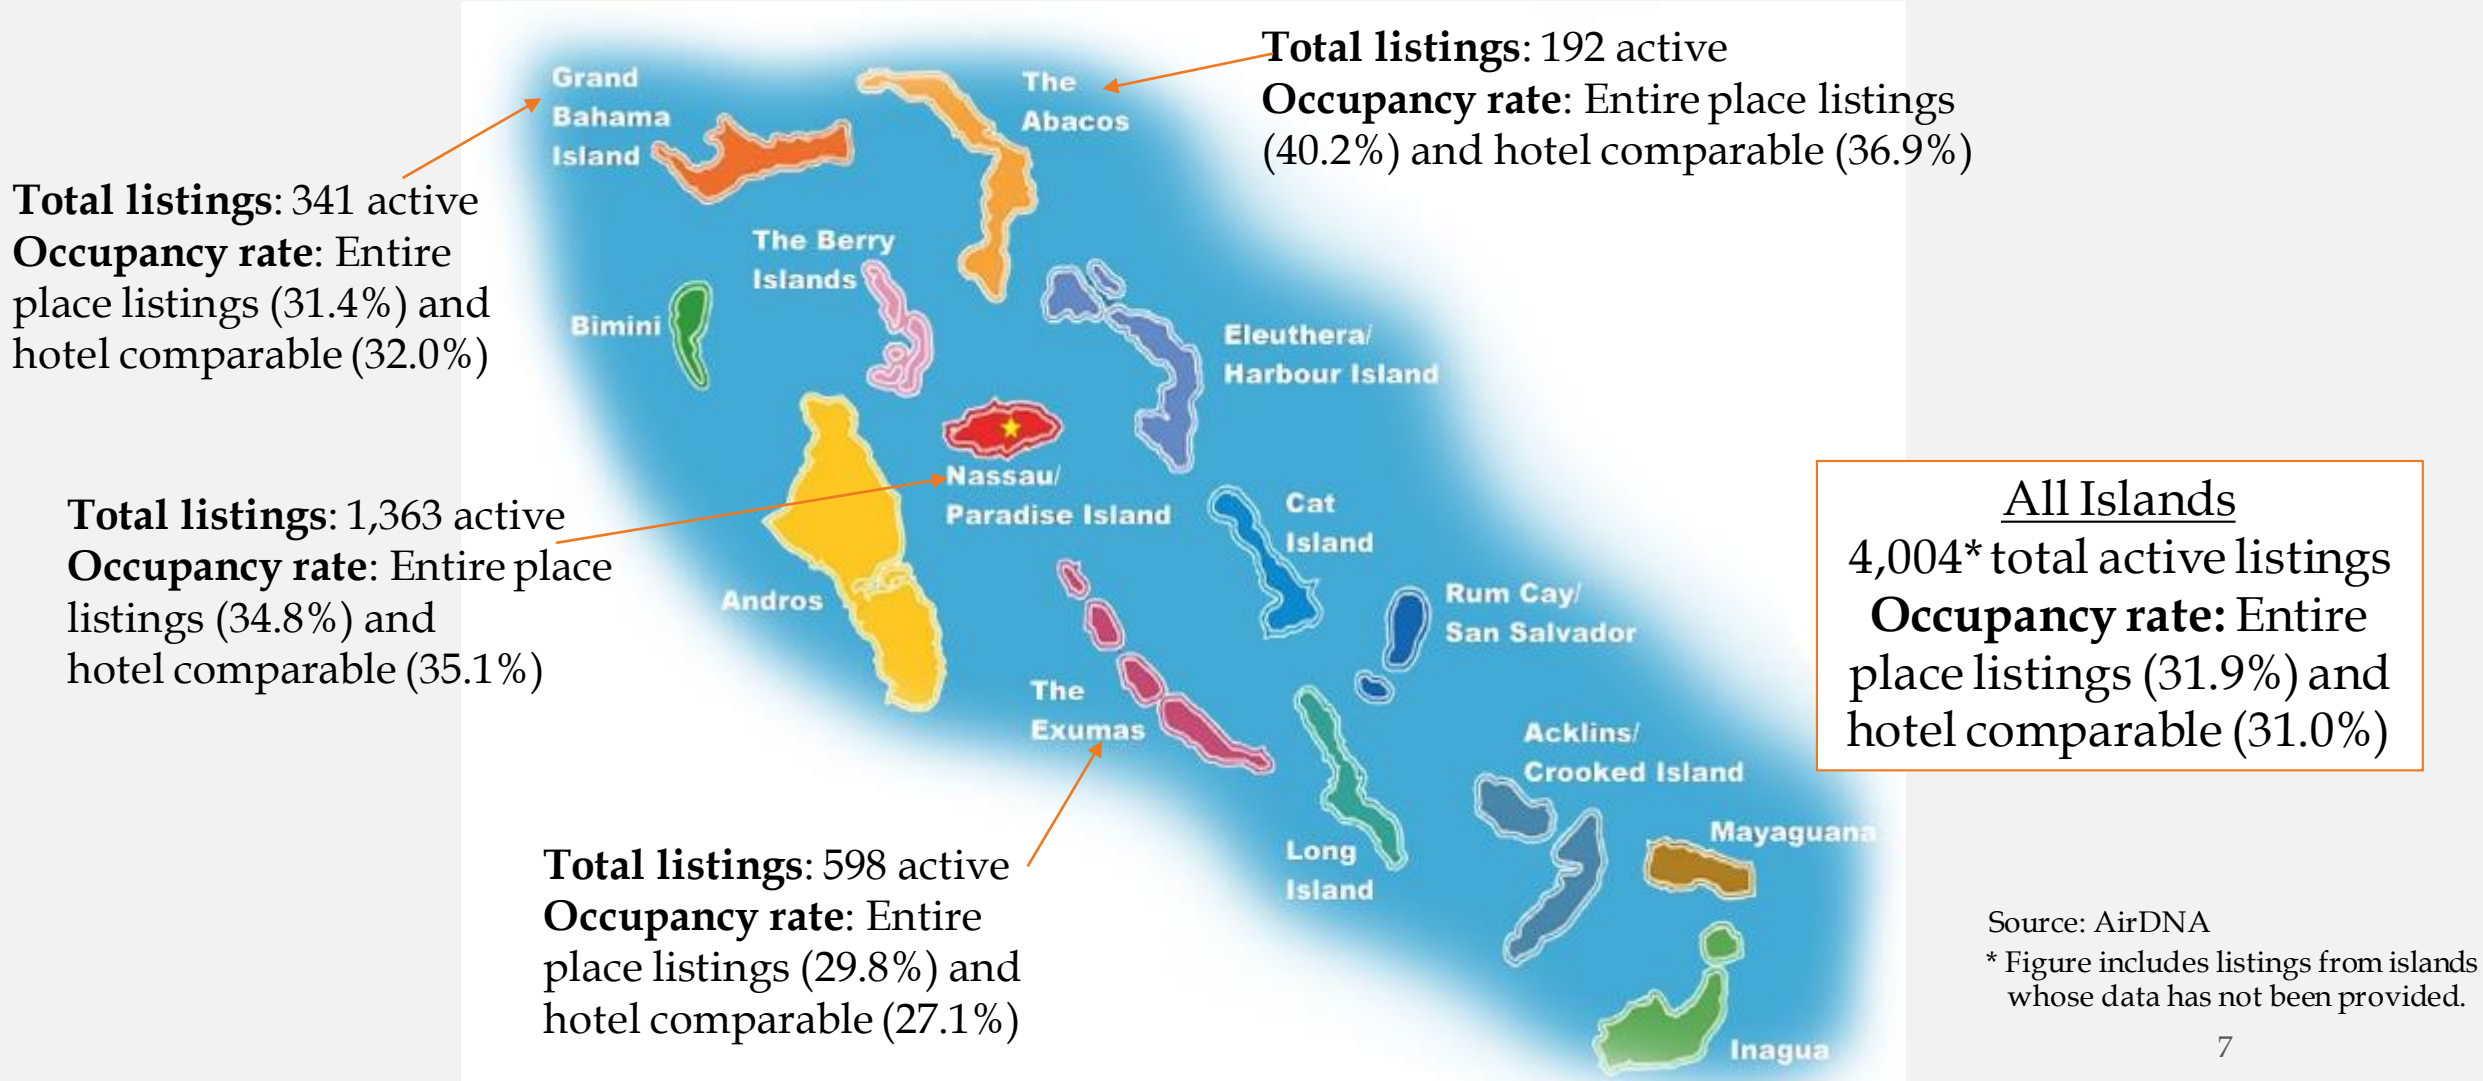 Total listings: 192 active
Occupancy rate: Entire place listings
(40.2%) and hotel comparable (36.9%)
Grand
Bahama
Island
The
Abacos
Total listings: 341 active
Occupancy rate: Entire
place listings (31.4%) and
hotel comparable (32.0%)
The Berry
Islands
Bimini
Eleuthera/
Harbour Island
Total listings: 1,363 active
Occupancy rate: Entire place
listings (34.8%) and
hotel comparable (35.1%)
Nassau/
Paradise Island
Cat
Island
Andros
Rum Cay/
San Salvador
All Islands
4,004* total active listings
Occupancy rate: Entire
place listings (31.9%) and
hotel comparable (31.0%)
The
Exumas
Acklins/
Crooked Island
Mayaguana
Long
Island
Total listings: 598 active
Occupancy rate: Entire
place listings (29.8%) and
hotel comparable (27.1%)
Inagua
Source: AirDNA
* Figure includes listings from islands
whose data has not been provided.
7